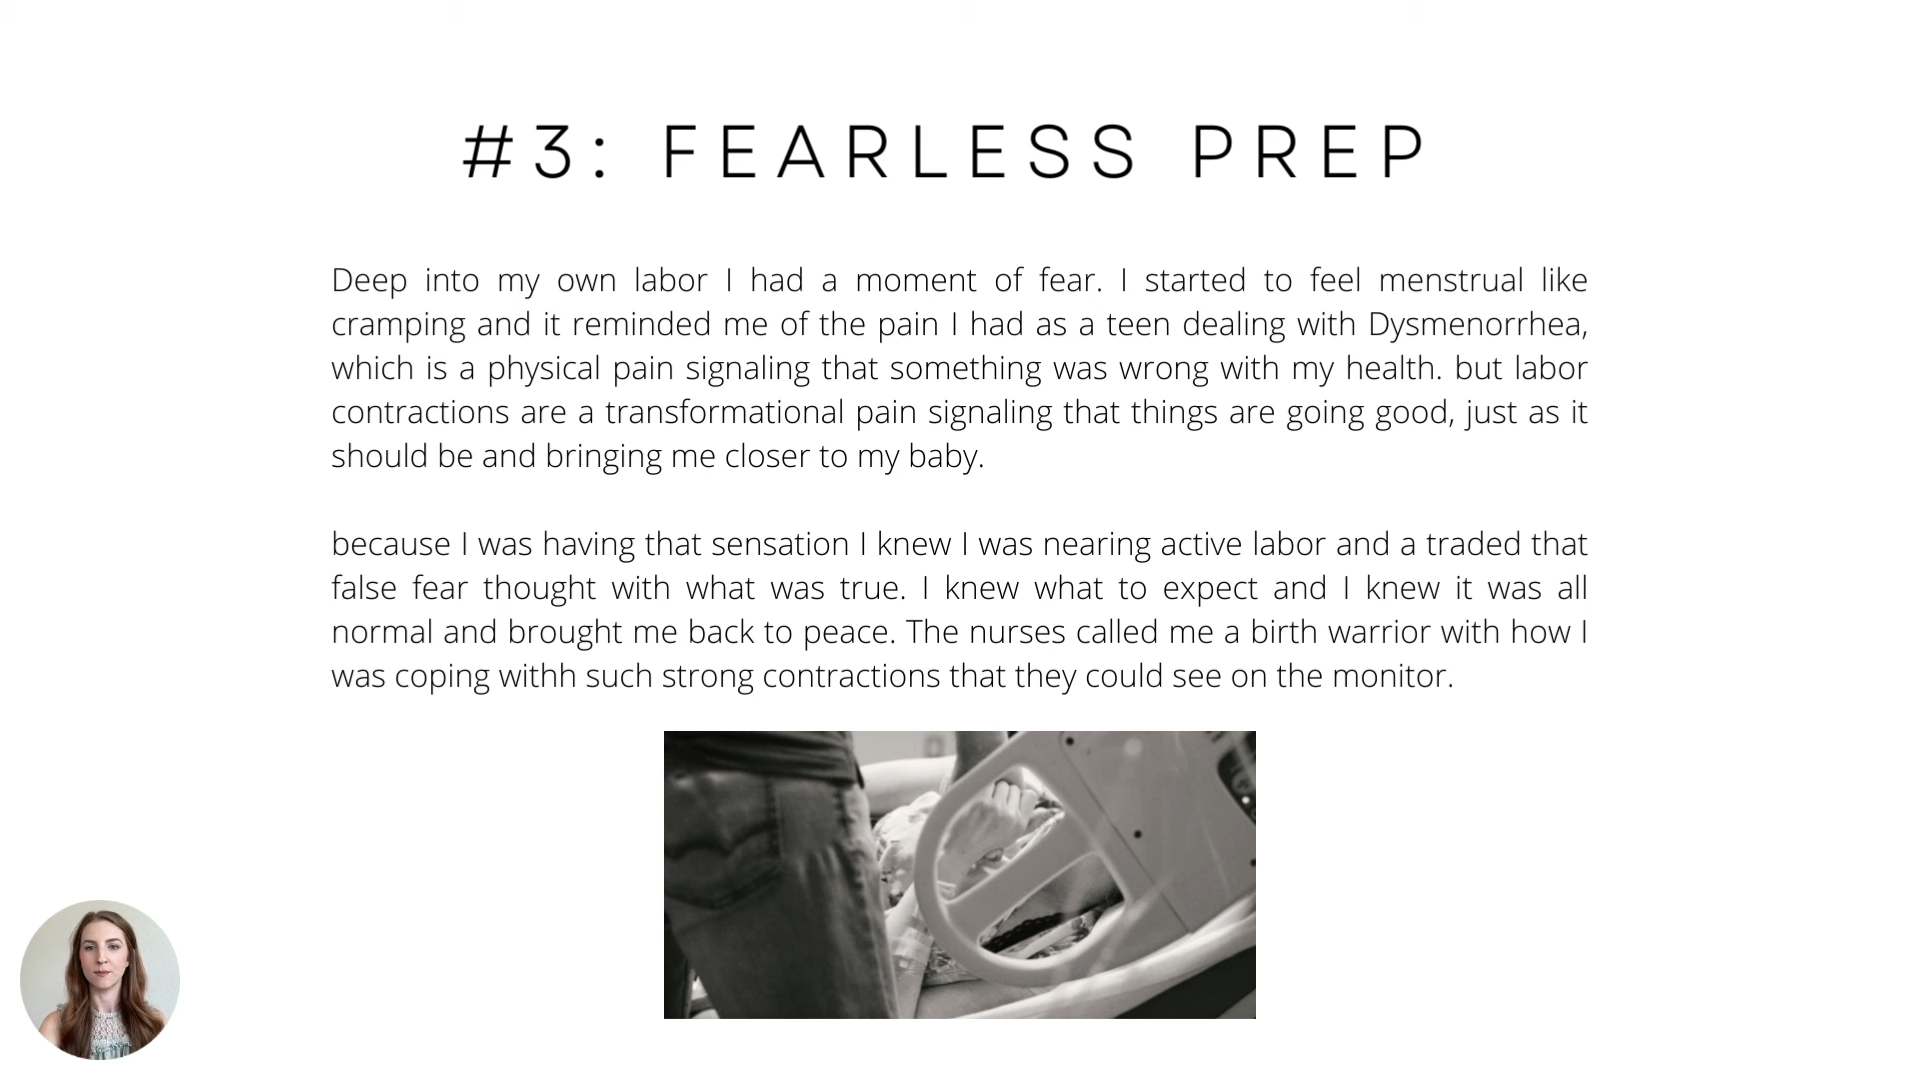 #3: FEARLESS PREP
Deep into my own labor I had a moment of fear. I started to feel menstrual like
cramping and it reminded me of the pain I had as a teen dealing with Dysmenorrhea,
which is a physical pain signaling that something was wrong with my health. but labor
contractions are a transformational pain signaling that things are going good, just as it
should be and bringing me closer to my baby.
because I was having that sensation I knew I was nearing active labor and a traded that
false fear thought with what was true. I knew what to expect and I knew it was all
normal and brought me back to peace. The nurses called me a birth warrior with how I
was coping withh such strong contractions that they could see on the monitor.